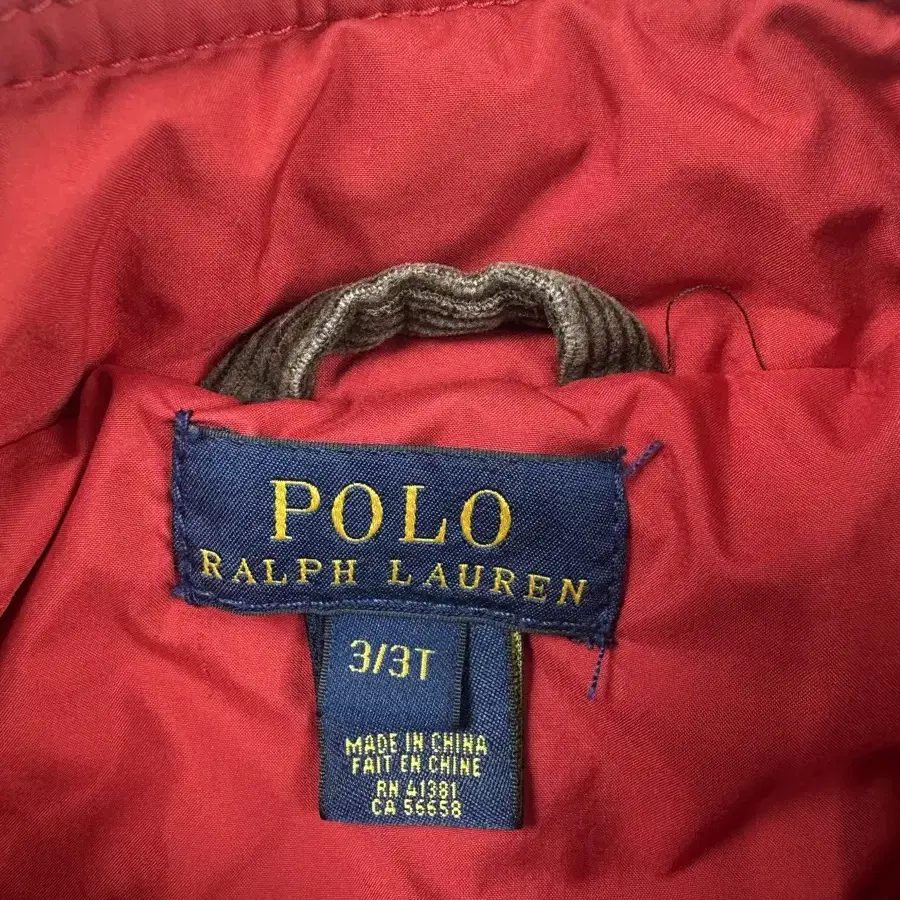 POLO
RALPH LAUREN
3/3T
MADE IN CHINA
FAIT EN CHINE
RN 41381
CA 56658